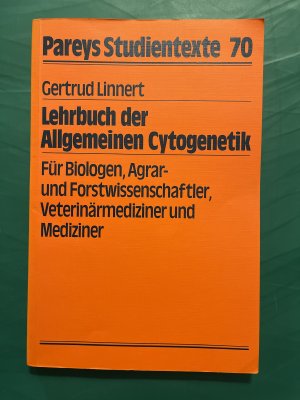 Pareys Studientexte 70
Gertrud Linnert
Lehrbuch der
Allgemeinen Cytogenetik
Für Biologen, Agrar-
und Forstwissenschaftler,
Veterinärmediziner und
Mediziner